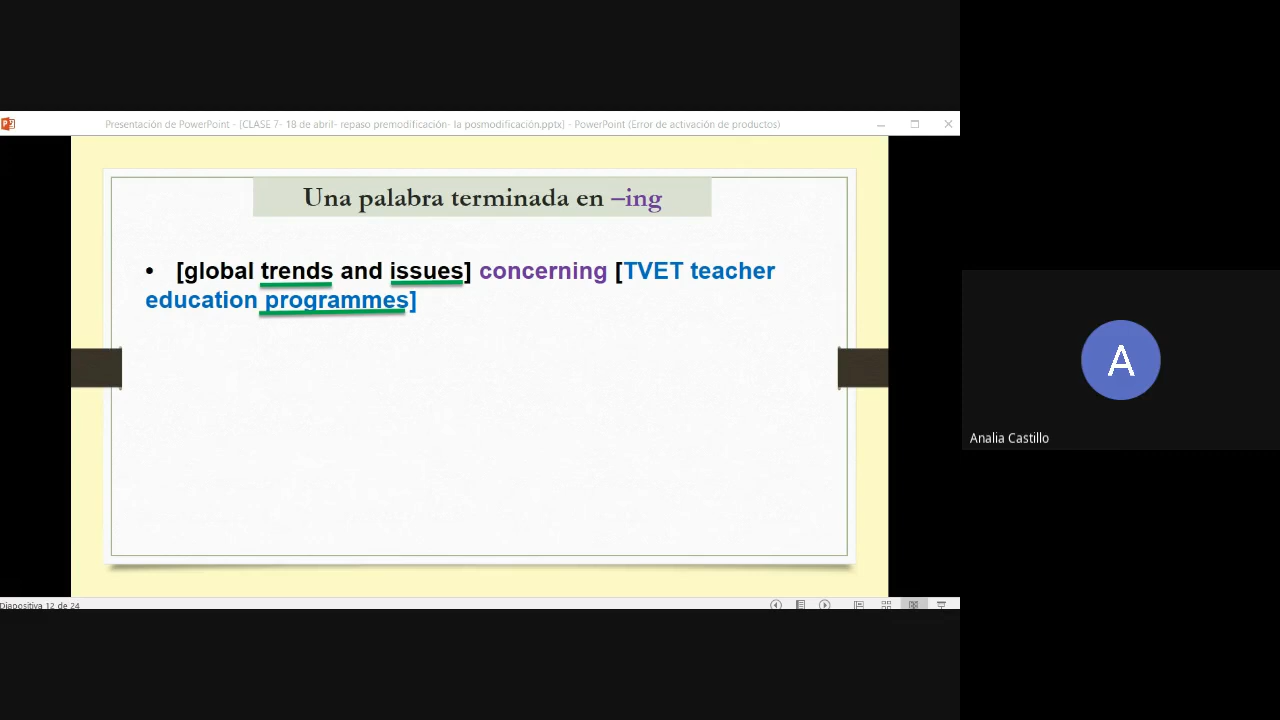 Presentación de PowerPoint - [CLASE 7- 18 de abril- repaso premodificación- la posmodificación.pptx] - PowerPoint (Error de activación de productos)
Una palabra terminada en –ing
• [global trends and issues] concerning [TVET teacher
education programmes]
A
Analia Castillo
Diapositiva 12 de 24